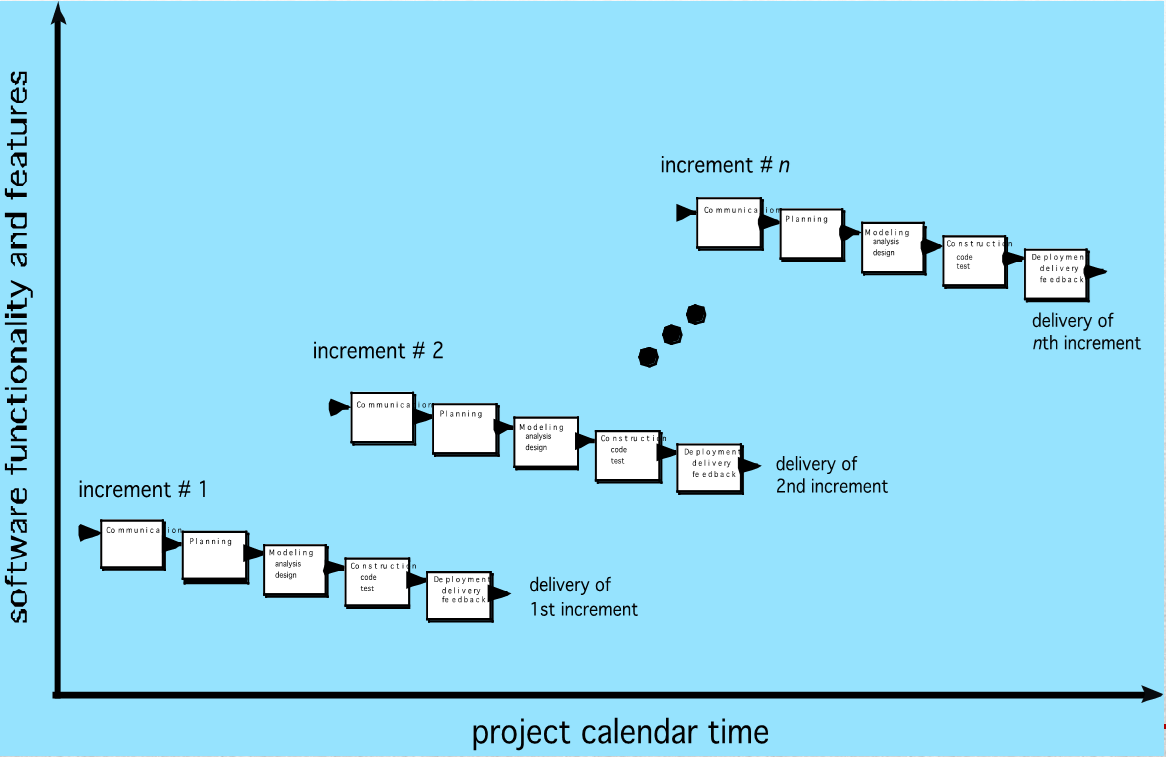 software functionality and features
increment # n
Communication
Planning
Modeling
analysis
design
Construction
code
test
Deployment
delivery
feedback
delivery of
nth increment
increment # 2
Communication
Planning
Modeling
analysis
design
Construction
code
test
Deployment
delivery
feedback
delivery of
2nd increment
increment # 1
Communication
Planning
Modeling
analysis
design
Construction
code
test
Deployment
delivery
feedback
delivery of
1st increment
project calendar time